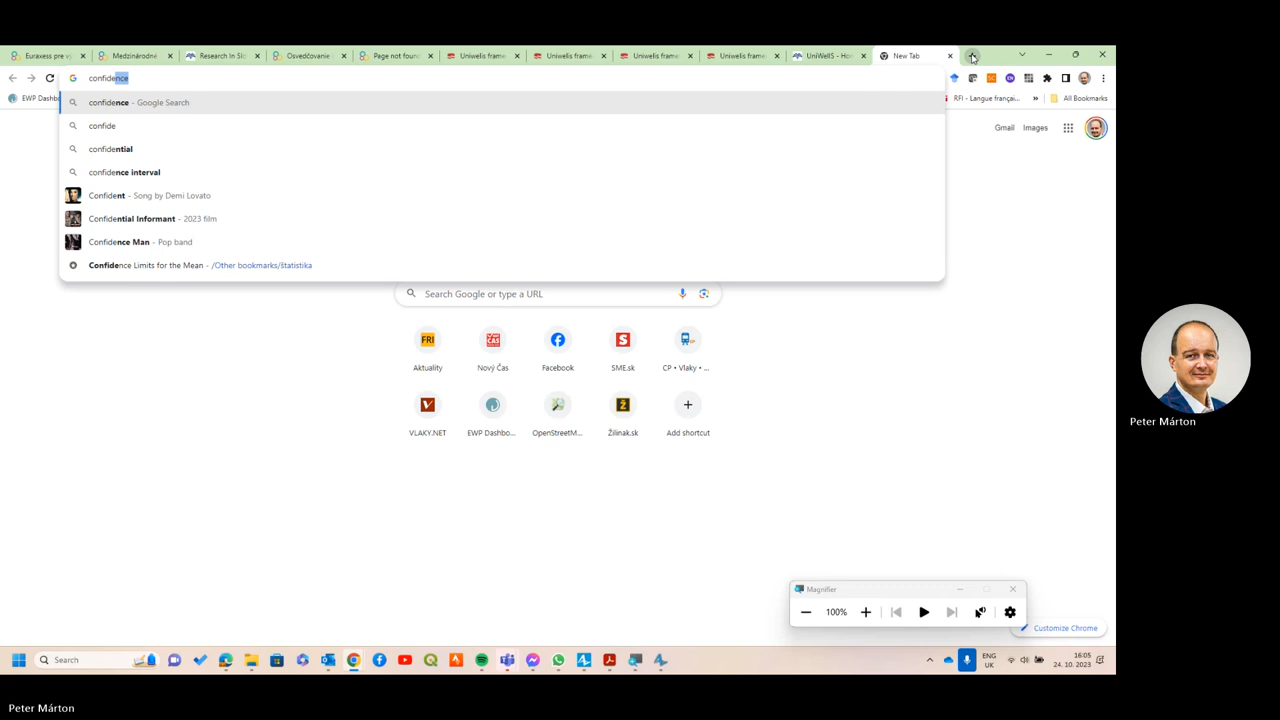 Euraxess pre vý
Medzinárodné
Research In Slo
Osvedčovanie
Page not found
Uniwelis frame
Uniwelis frame
Uniwelis frame
Uniwelis frame
UniWeliS - Ho
New Tab
confidence
EWP Dashbo
RFI - Langue françai...
»
All Bookmarks
confidence - Google Search
confide
confidential
confidence interval
Confident - Song by Demi Lovato
Confidential Informant - 2023 film
Confidence Man - Pop band
Confidence Limits for the Mean - /Other bookmarks/štatistika
Gmail
Images
Search Google or type a URL
FRI
Aktuality
Nový Čas
Facebook
SME.sk
CP • Vlaky • ...
VLAKY.NET
EWP Dashbo...
OpenStreetM...
Žilinak.sk
Add shortcut
Peter Márton
Magnifier
100%
Customize Chrome
Search
ENG
UK
16:05
24. 10. 2023
Peter Márton